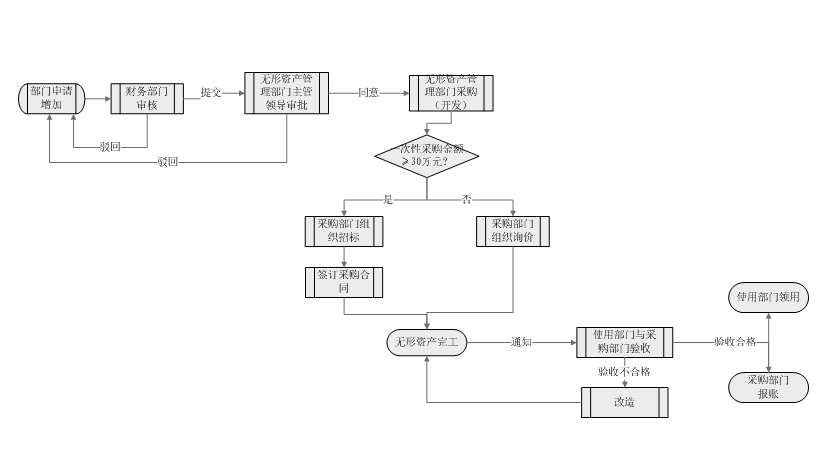 部门申请
增加
财务部门
审核
提交
无形资产管
理部门主管
领导审批
同意
无形资产管
理部门采购
（开发）
驳回
驳回
一次性采购金额
≥30万元？
是
否
采购部门组
织招标
采购部门
组织询价
签订采购合
同
无形资产完工
通知
使用部门与采
购部门验收
验收合格
使用部门领用
采购部门
报账
验收不合格
改造